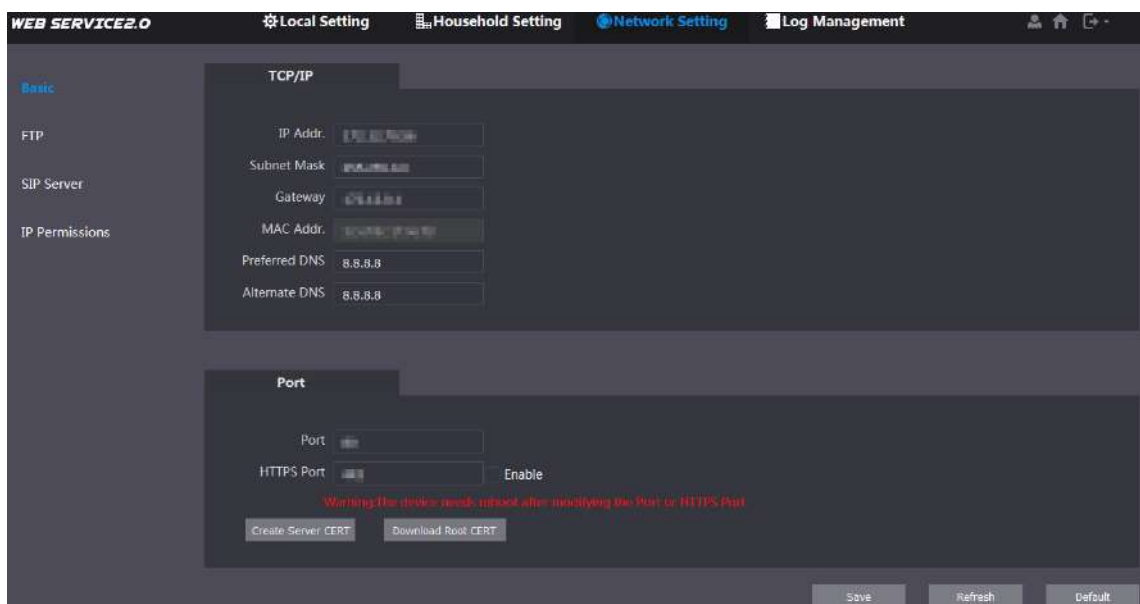 WEB SERVICE2.0 Local Setting Household Setting Network Setting Log Management
Basic
FTP
SIP Server
IP Permissions
TCP/IP
IP Addr.
Subnet Mask
Gateway
MAC Addr.
Preferred DNS 8.8.8.8
Alternate DNS 8.8.8.8
Port
Port
HTTPS Port Enable
Warning:The device needs reboot after modifying the Port or HTTPS Port.
Create Server CERT Download Root CERT
Save Refresh Default